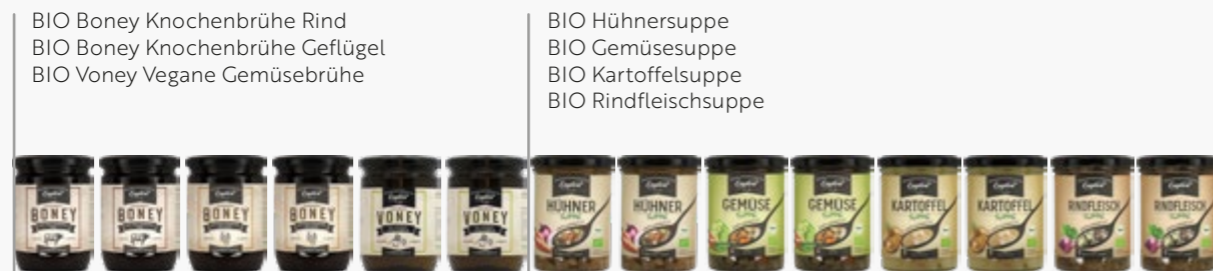 BIO Boney Knochenbrühe Rind
BIO Boney Knochenbrühe Geflügel
BIO Voney Vegane Gemüsebrühe
BIO Hühnersuppe
BIO Gemüsesuppe
BIO Kartoffelsuppe
BIO Rindfleischsuppe
BONEY
BONEY
BONEY
BONEY
VONEY
VONEY
HÜHNER
HÜHNER
GEMÜSE
GEMÜSE
KARTOFFEL
KARTOFFEL
RINDFLEISCH
RINDFLEISCH